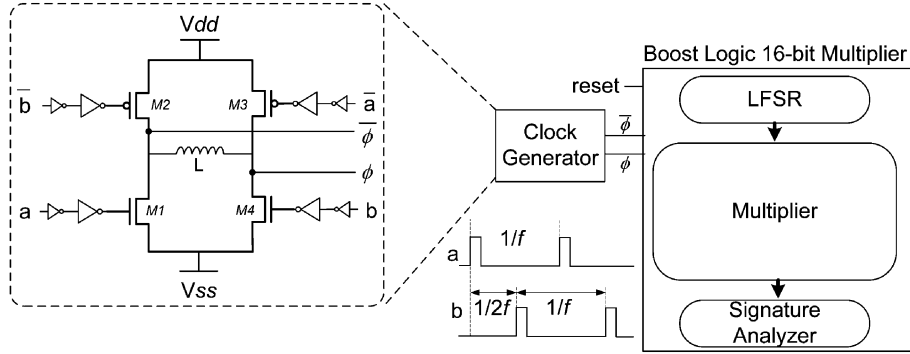 Vdd
b̅
M2
M3
a̅
ϕ̅
L
ϕ
a
M1
M4
b
Vss
Boost Logic 16-bit Multiplier
reset
LFSR
Clock
Generator
ϕ̅
ϕ
Multiplier
a
1/f
b
1/2f
1/f
Signature
Analyzer